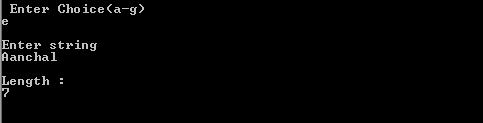 Enter Choice(a-g)
e
Enter string
Aanchal
Length :
7